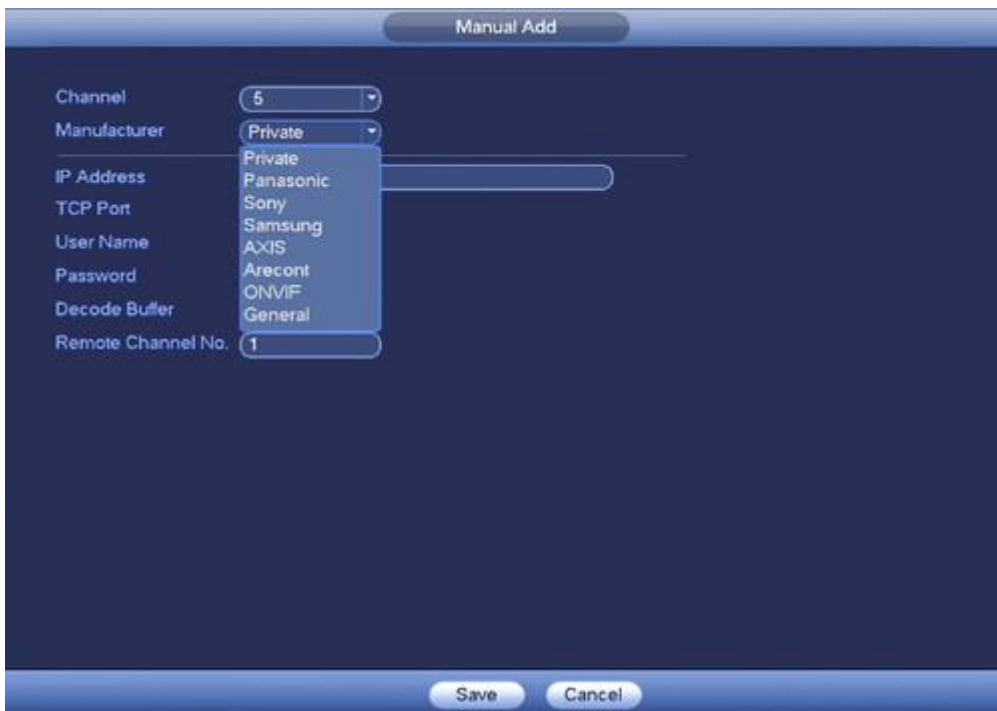 Manual Add
Channel 5
Manufacturer Private
Private
IP Address Panasonic
TCP Port Sony
Samsung
User Name AXIS
Password Arecont
ONVIF
Decode Buffer General
Remote Channel No. 1
Save Cancel